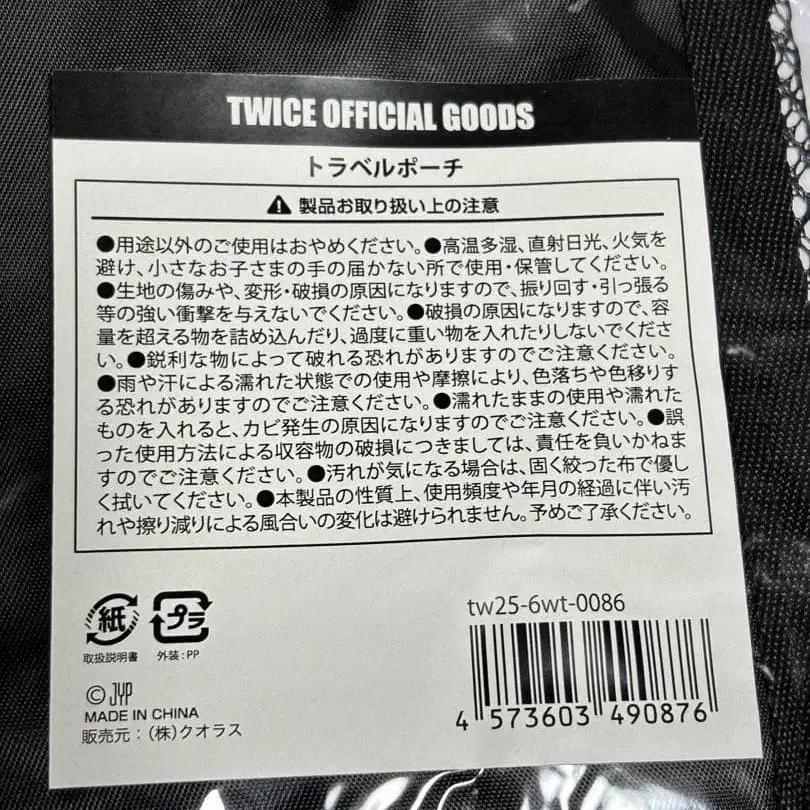 TWICE OFFICIAL GOODS
トラベルポーチ
製品お取り扱い上の注意
●用途以外のご使用はおやめください。●高温多湿、直射日光、火気を
避け、小さなお子さまの手の届かない所で使用・保管してください。
●生地の傷みや、変形・破損の原因になりますので、振り回す・引っ張る
等の強い衝撃を与えないでください。●破損の原因になりますので、容
量を超える物を詰め込んだり、過度に重い物を入れたりしないでくださ
い。●鋭利な物によって破れる恐れがありますのでご注意ください。
●雨や汗による濡れた状態での使用や摩擦により、色落ちや色移りす
る恐れがありますのでご注意ください。●濡れたままの使用や濡れた
ものを入れると、カビ発生の原因になりますのでご注意ください。●誤
った使用方法による収容物の破損につきましては、責任を負いかねま
すのでご注意ください。●汚れが気になる場合は、固く絞った布で優し
く拭いてください。●本製品の性質上、使用頻度や年月の経過に伴い汚
れや擦り減りによる風合いの変化は避けられません。予めご了承ください。
紙 プラ
取扱説明書 外装:PP
tw25-6wt-0086
4 573603 490876
©JYP
MADE IN CHINA
販売元:(株)クオラス